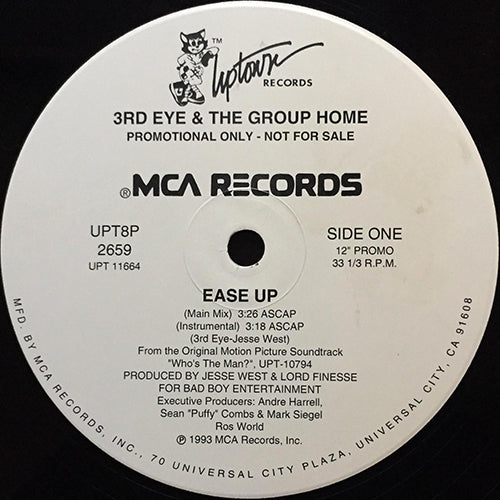 Uptown ™
RECORDS
3RD EYE & THE GROUP HOME
PROMOTIONAL ONLY - NOT FOR SALE
®MCA RECORDS
UPT8P
2659
UPT 11664
SIDE ONE
12" PROMO
33 1/3 R.P.M.
EASE UP
(Main Mix) 3:26 ASCAP
(Instrumental) 3:18 ASCAP
(3rd Eye-Jesse West)
From the Original Motion Picture Soundtrack
"Who's The Man?", UPT-10794
PRODUCED BY JESSE WEST & LORD FINESSE
FOR BAD BOY ENTERTAINMENT
Executive Producers: Andre Harrell,
Sean "Puffy" Combs & Mark Siegel
Ros World
℗ 1993 MCA Records, Inc.
MFD. BY MCA RECORDS, INC., 70 UNIVERSAL CITY PLAZA, UNIVERSAL CITY, CA 91608